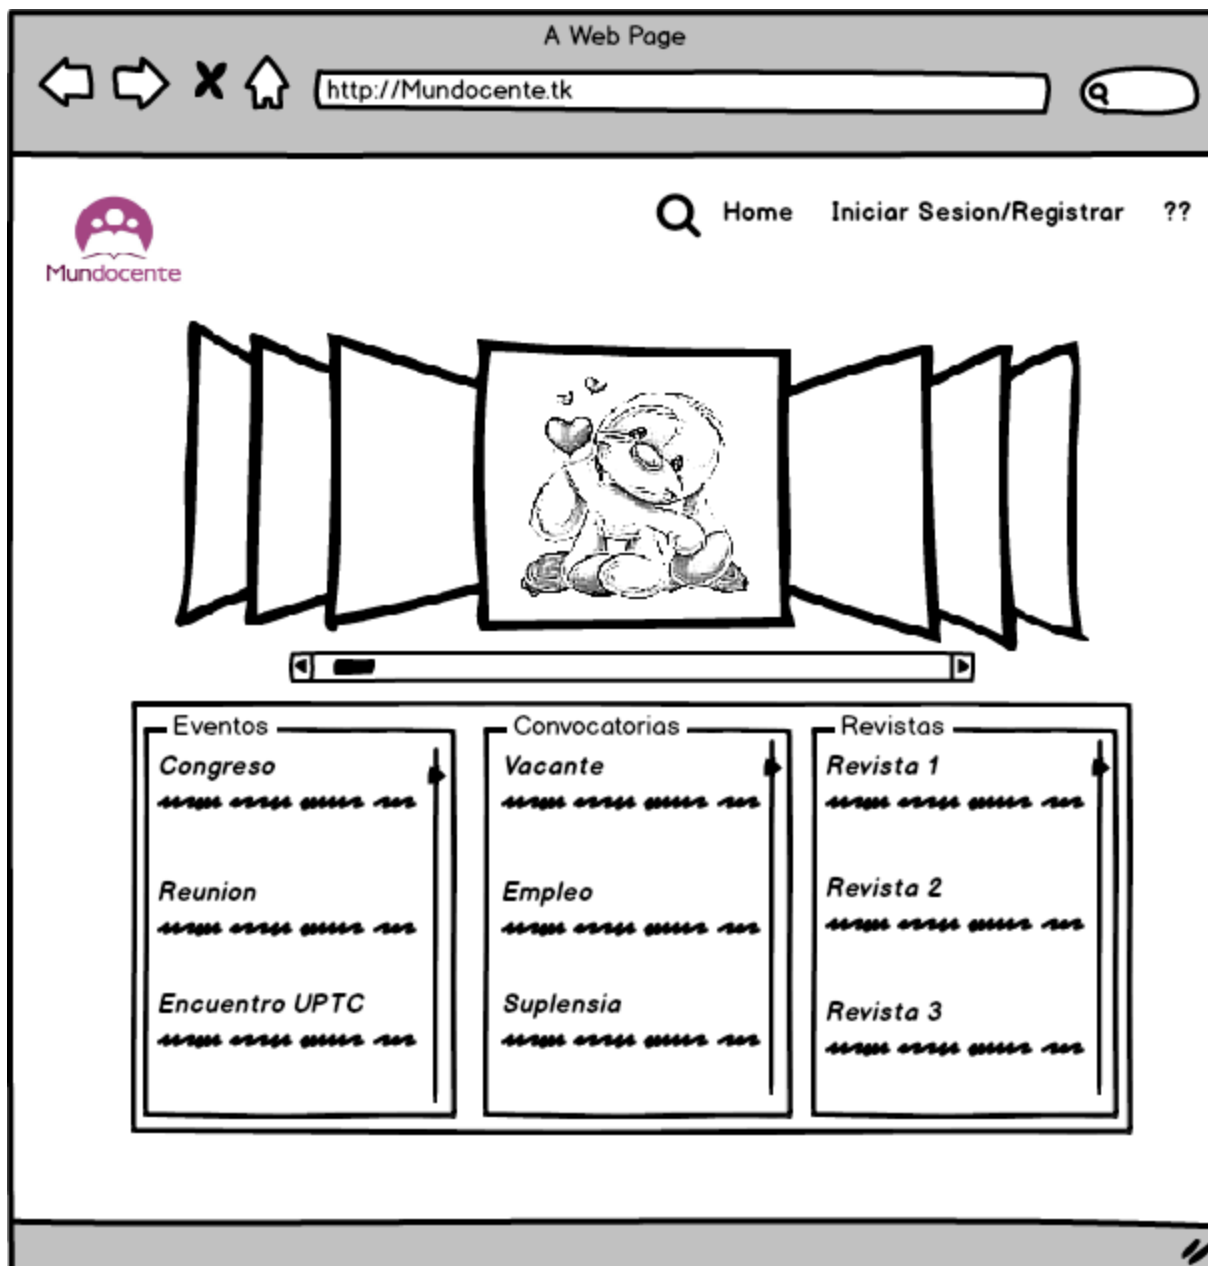 A Web Page
http://Mundocente.tk
Mundocente
Home
Iniciar Sesion/Registrar
??
Eventos
Congreso
Reunion
Encuentro UPTC
Convocatorias
Vacante
Empleo
Suplensia
Revistas
Revista 1
Revista 2
Revista 3